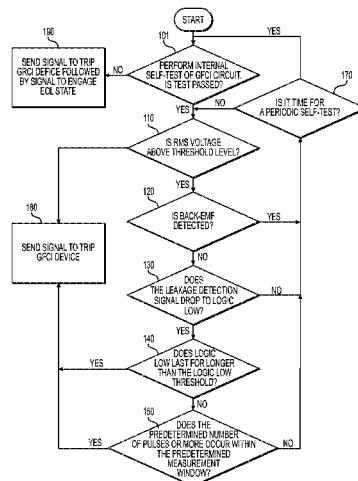 START
190
SEND SIGNAL TO TRIP
GRCI DEFICE FOLLOWED
BY SIGNAL TO ENGAGE
EOL STATE
NO
101
PERFORM INTERNAL
SELF-TEST OF GFCI CIRCUIT.
IS TEST PASSED?
YES
YES
NO
170
IS IT TIME FOR
A PERIODIC SELF-TEST?
110
IS RMS VOLTAGE
ABOVE THRESHOLD LEVEL?
YES
120
IS BACK-EMF
DETECTED?
YES
NO
180
SEND SIGNAL TO TRIP
GFCI DEVICE
130
DOES
THE LEAKAGE DETECTION
SIGNAL DROP TO LOGIC
LOW?
NO
YES
140
DOES LOGIC
LOW LAST FOR LONGER
THAN THE LOGIC LOW
THRESHOLD?
YES
NO
150
DOES THE
PREDETERMINED NUMBER
OF PULSES OR MORE OCCUR WITHIN
THE PREDETERMINED
MEASUREMENT
WINDOW?
YES
NO